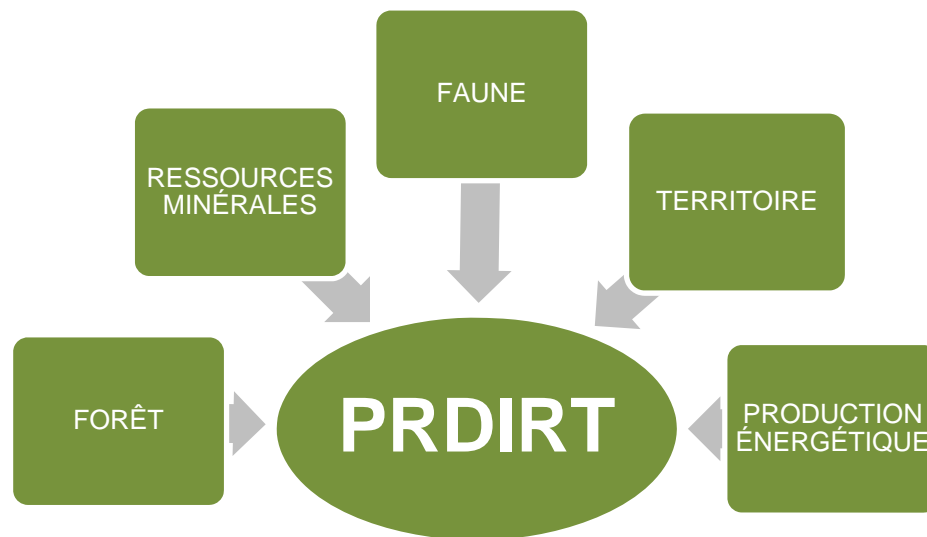 FAUNE
RESSOURCES
MINÉRALES
TERRITOIRE
FORÊT
PRDIRT
PRODUCTION
ÉNERGÉTIQUE